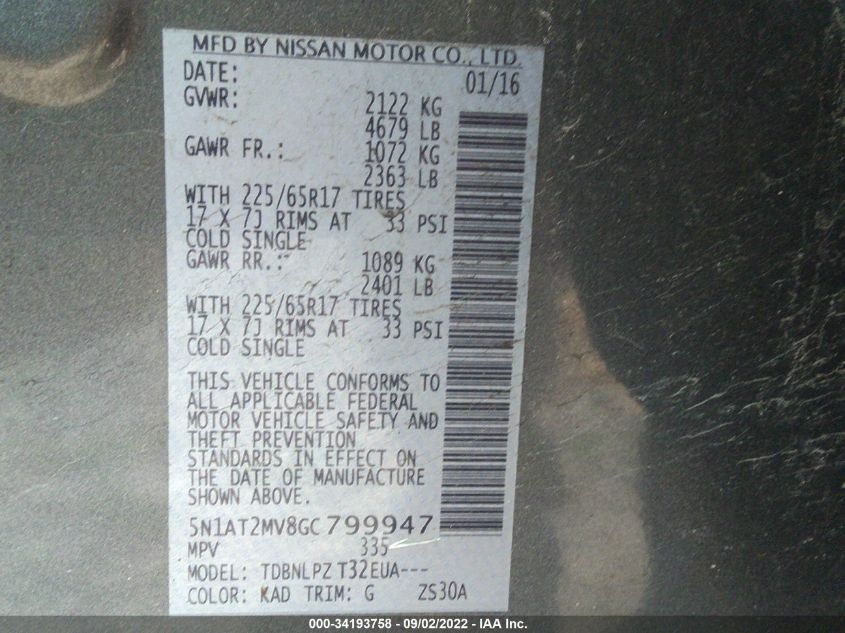 MFD BY NISSAN MOTOR CO., LTD.
DATE: 01/16
GVWR: 2122 KG
4679 LB
GAWR FR.: 1072 KG
2363 LB
WITH 225/65R17 TIRES
17 X 7J RIMS AT 33 PSI
COLD SINGLE
GAWR RR.: 1089 KG
2401 LB
WITH 225/65R17 TIRES
17 X 7J RIMS AT 33 PSI
COLD SINGLE
THIS VEHICLE CONFORMS TO
ALL APPLICABLE FEDERAL
MOTOR VEHICLE SAFETY AND
THEFT PREVENTION
STANDARDS IN EFFECT ON
THE DATE OF MANUFACTURE
SHOWN ABOVE.
5N1AT2MV8GC799947
MPV 335
MODEL: TDBNLPZ T32EUA---
COLOR: KAD TRIM: G ZS30A
000-34193758 - 09/02/2022 - IAA Inc.